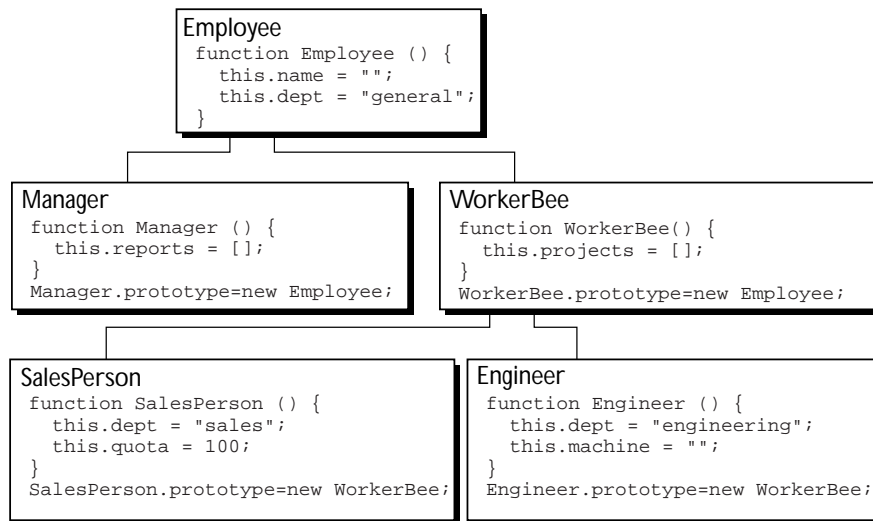 Employee
function Employee () {
this.name = "";
this.dept = "general";
}
Manager
function Manager () {
this.reports = [];
}
Manager.prototype=new Employee;
WorkerBee
function WorkerBee() {
this.projects = [];
}
WorkerBee.prototype=new Employee;
SalesPerson
function SalesPerson () {
this.dept = "sales";
this.quota = 100;
}
SalesPerson.prototype=new WorkerBee;
Engineer
function Engineer () {
this.dept = "engineering";
this.machine = "";
}
Engineer.prototype=new WorkerBee;